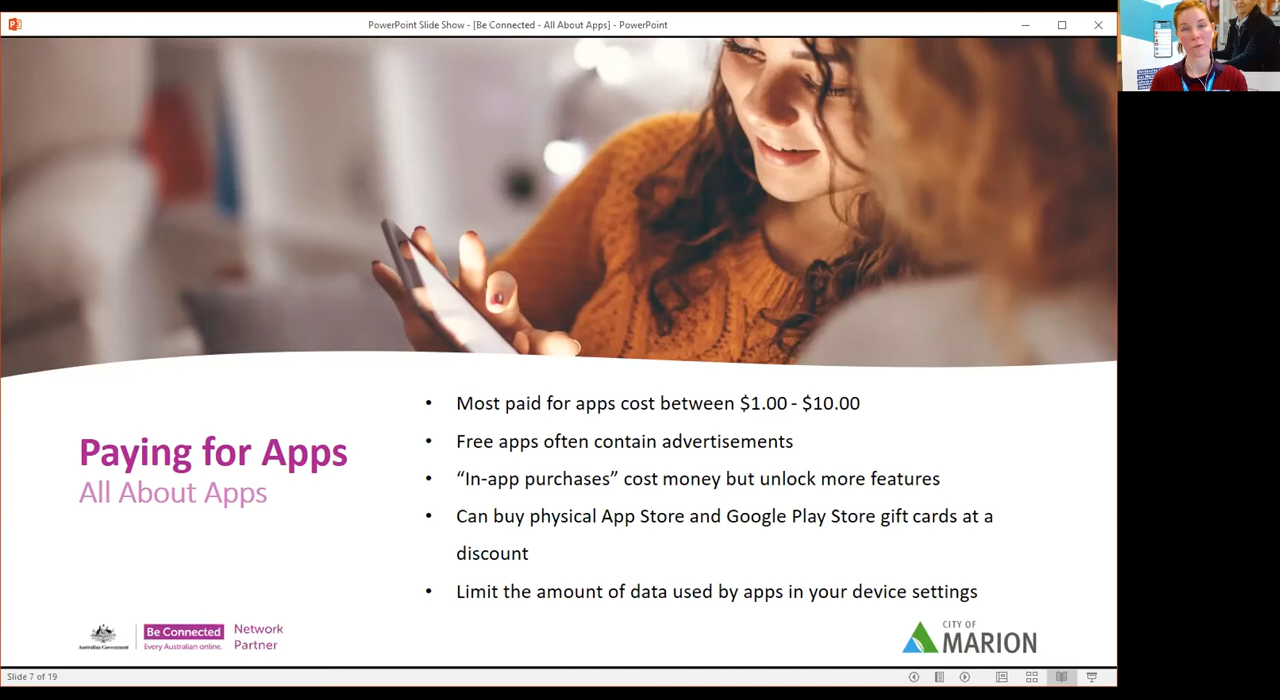 PowerPoint Slide Show - [Be Connected - All About Apps] - PowerPoint
Paying for Apps
All About Apps
• Most paid for apps cost between $1.00 - $10.00
• Free apps often contain advertisements
• “In-app purchases” cost money but unlock more features
• Can buy physical App Store and Google Play Store gift cards at a
discount
• Limit the amount of data used by apps in your device settings
Australian Government
Be Connected
Every Australian online.
Network
Partner
CITY OF
MARION
Slide 7 of 19